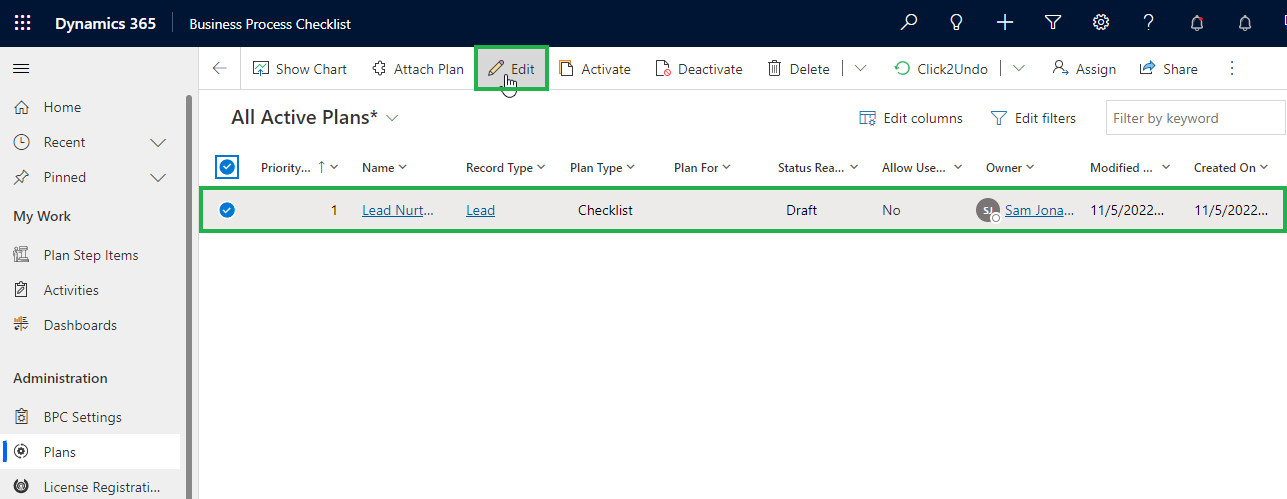 Dynamics 365 Business Process Checklist
Show Chart Attach Plan Edit Activate Deactivate Delete Click2Undo Assign Share
Home
Recent
Pinned
My Work
Plan Step Items
Activities
Dashboards
Administration
BPC Settings
Plans
License Registrati...
All Active Plans* Edit columns Edit filters Filter by keyword
Priority... Name Record Type Plan Type Plan For Status Rea... Allow Use... Owner Modified ... Created On
1 Lead Nurt... Lead Checklist Draft No SJ Sam Jona... 11/5/2022... 11/5/2022...